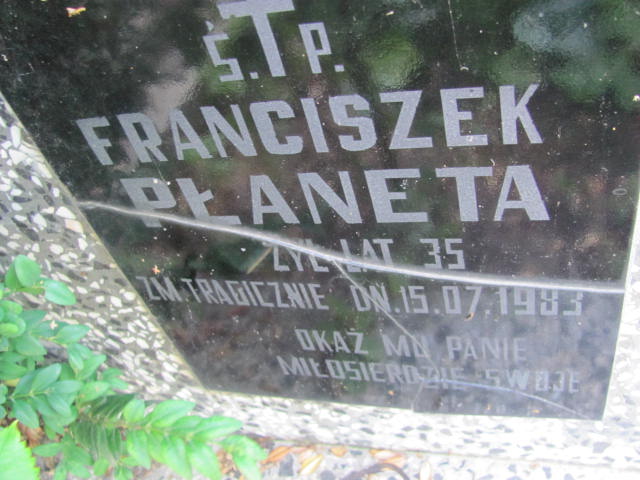 Ś.†P.
FRANCISZEK
PŁANETA
ŻYŁ LAT 35
ZM. TRAGICZNIE DN. 15.07.1983
OKAŻ MU PANIE
MIŁOSIERDZIE SWOJE